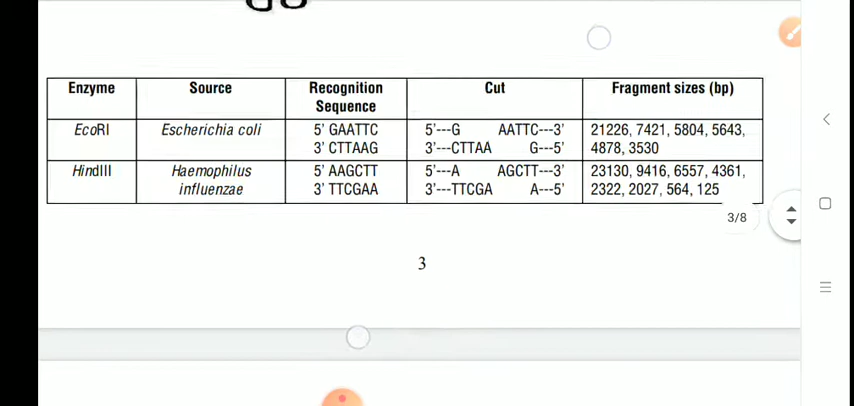 Enzyme Source Recognition Sequence Cut Fragment sizes (bp)
EcoRI Escherichia coli 5' GAATTC 5'---G AATTC---3' 21226, 7421, 5804, 5643,
3' CTTAAG 3'---CTTAA G---5' 4878, 3530
HindIII Haemophilus 5' AAGCTT 5'---A AGCTT---3' 23130, 9416, 6557, 4361,
influenzae 3' TTCGAA 3'---TTCGA A---5' 2322, 2027, 564, 125
3/8
3